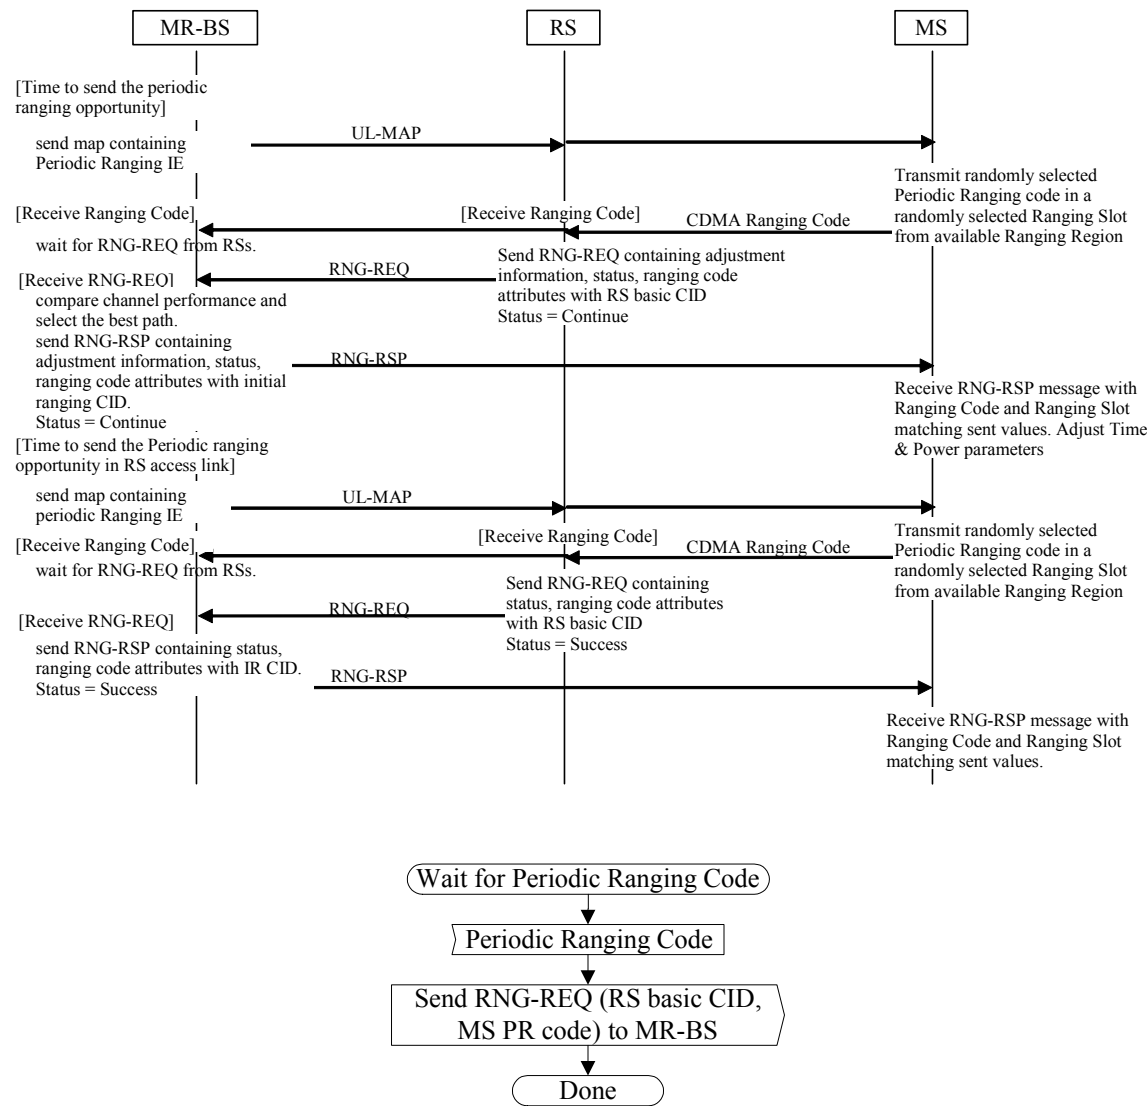 MR-BS
RS
MS
[Time to send the periodic
ranging opportunity]
send map containing
Periodic Ranging IE
UL-MAP
Transmit randomly selected
Periodic Ranging code in a
randomly selected Ranging Slot
from available Ranging Region
[Receive Ranging Code]
[Receive Ranging Code]
CDMA Ranging Code
wait for RNG-REQ from RSs.
Send RNG-REQ containing adjustment
information, status, ranging code
attributes with RS basic CID
Status = Continue
RNG-REQ
[Receive RNG-REQ]
compare channel performance and
select the best path.
send RNG-RSP containing
adjustment information, status,
ranging code attributes with initial
ranging CID.
Status = Continue
RNG-RSP
Receive RNG-RSP message with
Ranging Code and Ranging Slot
matching sent values. Adjust Time
& Power parameters
[Time to send the Periodic ranging
opportunity in RS access link]
send map containing
periodic Ranging IE
UL-MAP
Transmit randomly selected
Periodic Ranging code in a
randomly selected Ranging Slot
from available Ranging Region
[Receive Ranging Code]
[Receive Ranging Code]
CDMA Ranging Code
wait for RNG-REQ from RSs.
Send RNG-REQ containing
status, ranging code attributes
with RS basic CID
Status = Success
RNG-REQ
[Receive RNG-REQ]
send RNG-RSP containing status,
ranging code attributes with IR CID.
Status = Success
RNG-RSP
Receive RNG-RSP message with
Ranging Code and Ranging Slot
matching sent values.
Wait for Periodic Ranging Code
Periodic Ranging Code
Send RNG-REQ (RS basic CID,
MS PR code) to MR-BS
Done